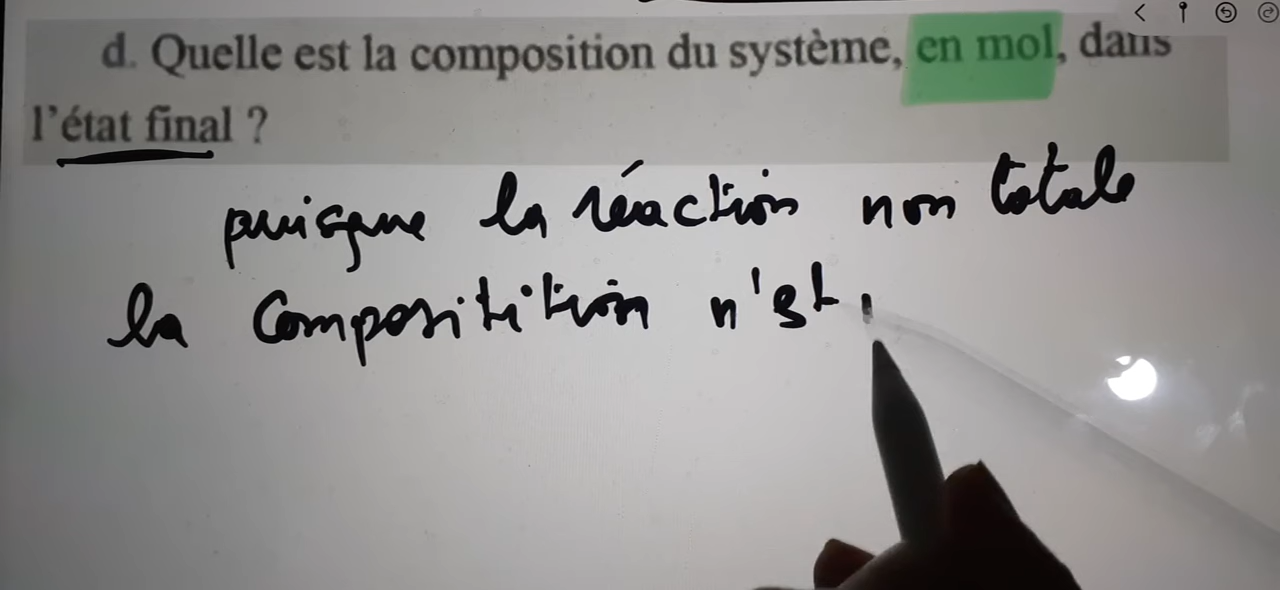 d. Quelle est la composition du système, en mol, dans
l'état final ?
puisque la réaction non totale
la compositition n'est